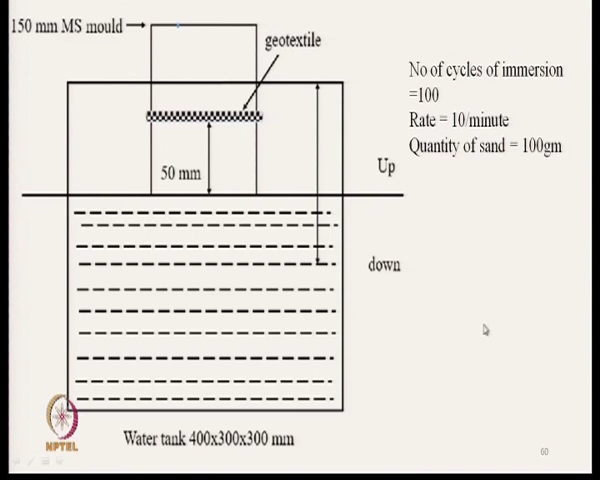 150 mm MS mould
geotextile
No of cycles of immersion
=100
Rate = 10/minute
Quantity of sand = 100gm
50 mm
Up
down
NPTEL
Water tank 400x300x300 mm
60